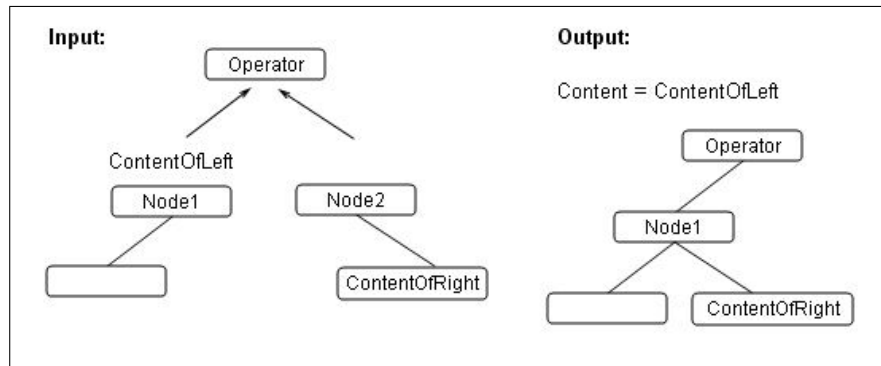 Input:
Operator
ContentOfLeft
Node1
Node2
ContentOfRight
Output:
Content = ContentOfLeft
Operator
Node1
ContentOfRight